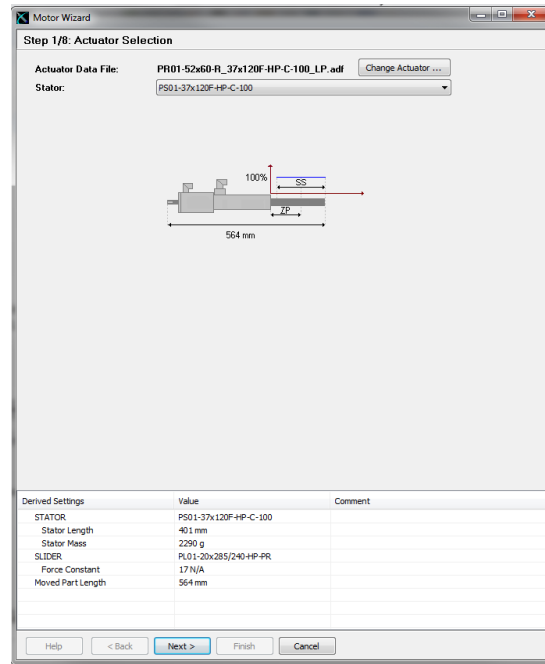 Motor Wizard
Step 1/8: Actuator Selection
Actuator Data File: PR01-52x60-R_37x120F-HP-C-100_LP.adf Change Actuator ...
Stator: PS01-37x120F-HP-C-100
100%
SS
ZP
564 mm
Derived Settings Value Comment
STATOR PS01-37x120F-HP-C-100
Stator Length 401 mm
Stator Mass 2290 g
SLIDER PL01-20x285/240-HP-PR
Force Constant 17 N/A
Moved Part Length 564 mm
Help < Back Next > Finish Cancel